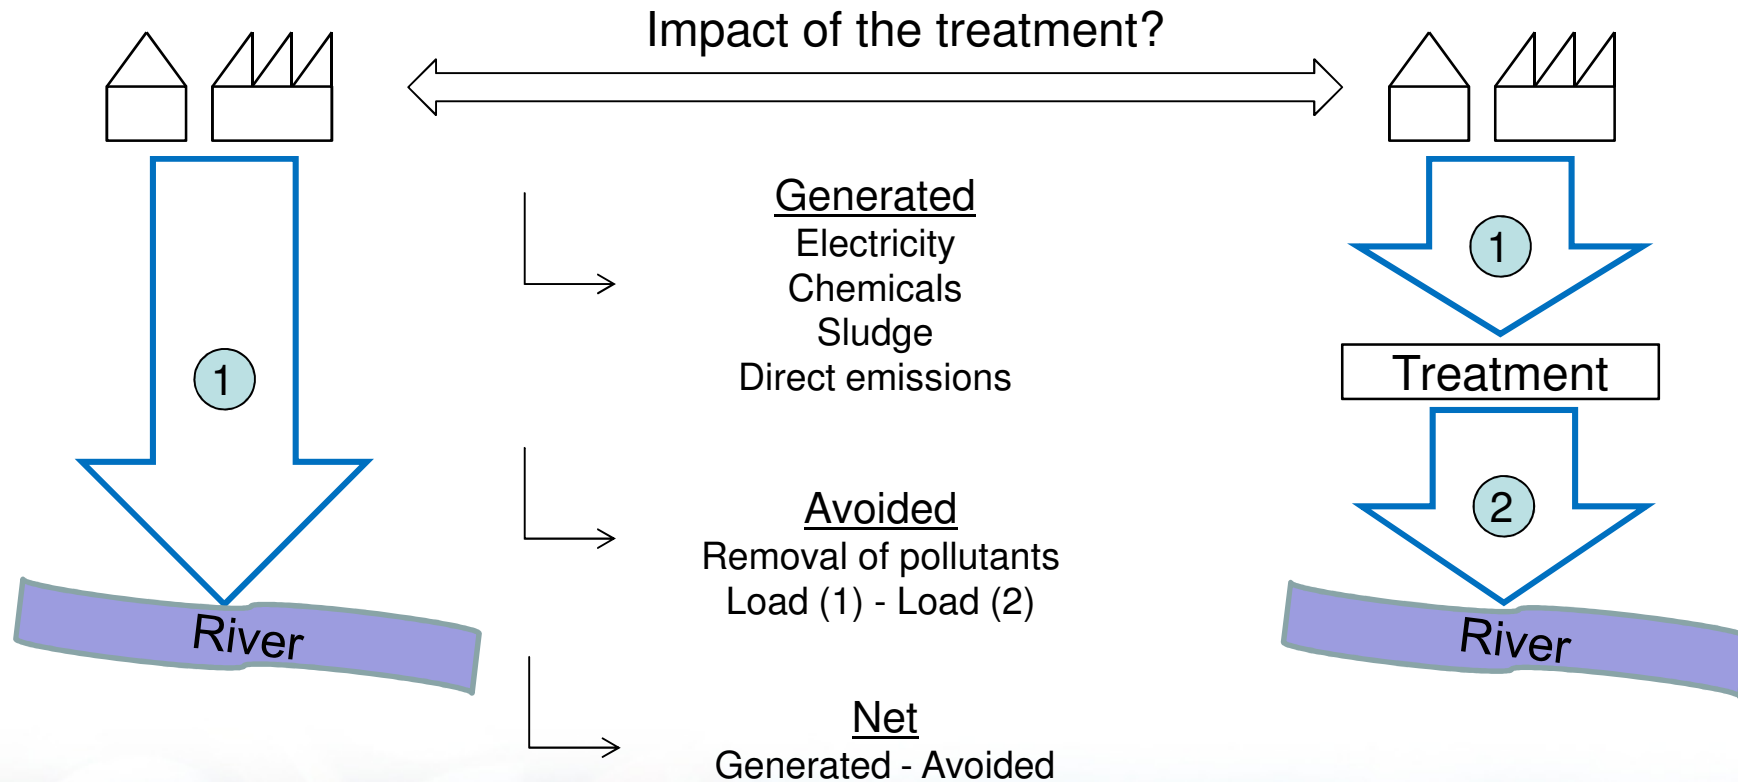 Impact of the treatment?
Generated
Electricity
Chemicals
Sludge
Direct emissions
Avoided
Removal of pollutants
Load (1) - Load (2)
Net
Generated - Avoided
1
River
1
Treatment
2
River